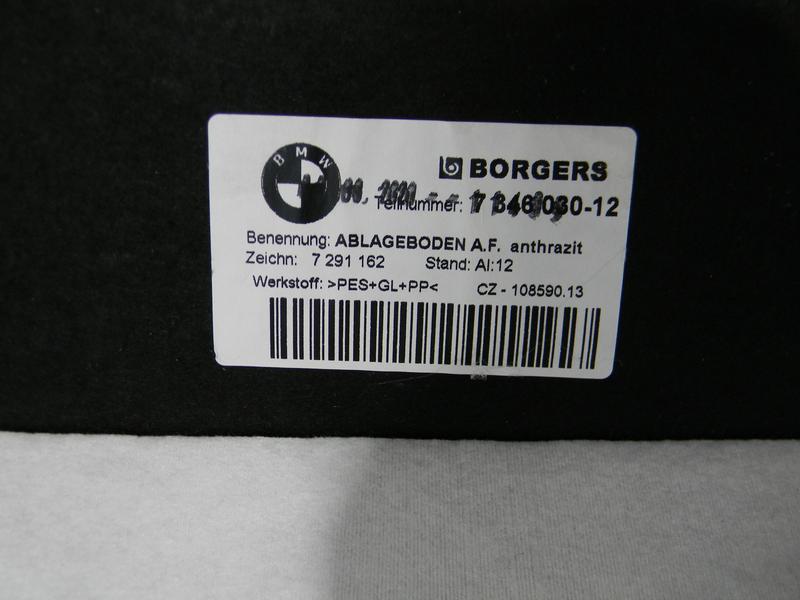 BMW
BORGERS
Teilnummer: 7 346 030-12
Benennung: ABLAGEBODEN A.F. anthrazit
Zeichn: 7 291 162 Stand: AI:12
Werkstoff: >PES+GL+PP< CZ - 108590.13